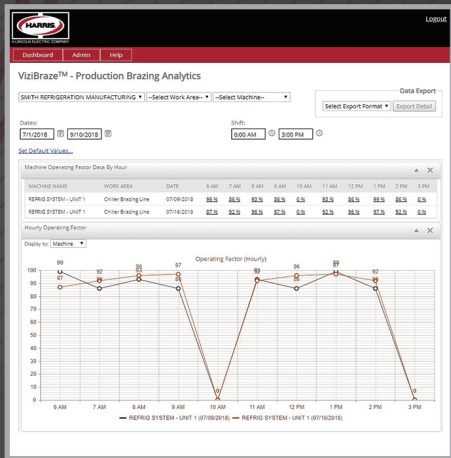 HARRIS
A LINCOLN ELECTRIC COMPANY
Logout
Dashboard Admin Help
ViziBraze™ - Production Brazing Analytics
Data Export
SMITH REFRIGERATION MANUFACTURING --Select Work Area-- --Select Machine--
Select Export Format Export Detail
Dates: Shift:
7/1/2018 9/10/2018 6:00 AM 3:00 PM
Set Default Values...
Machine Operating Factor Data By Hour
MACHINE NAME WORK AREA DATE 6 AM 7 AM 8 AM 9 AM 10 AM 11 AM 12 PM 1 PM 2 PM 3 PM
REFRIG SYSTEM - UNIT 1 Chiller Brazing Line 07/09/2018 99 % 86 % 93 % 86 % 0 % 93 % 86 % 99 % 86 % 0 %
REFRIG SYSTEM - UNIT 1 Chiller Brazing Line 07/16/2018 87 % 92 % 96 % 97 % 0 % 92 % 96 % 97 % 92 % 0 %
Hourly Operating Factor
Display by: Machine
Operating Factor (Hourly)
99 92 96 97 96 92
87 86 93 86 0 92 86 97 86 0
100
90
80
70
60
50
40
30
20
10
0
6 AM 7 AM 8 AM 9 AM 10 AM 11 AM 12 PM 1 PM 2 PM 3 PM
REFRIG SYSTEM - UNIT 1 (07/09/2018) REFRIG SYSTEM - UNIT 1 (07/16/2018)